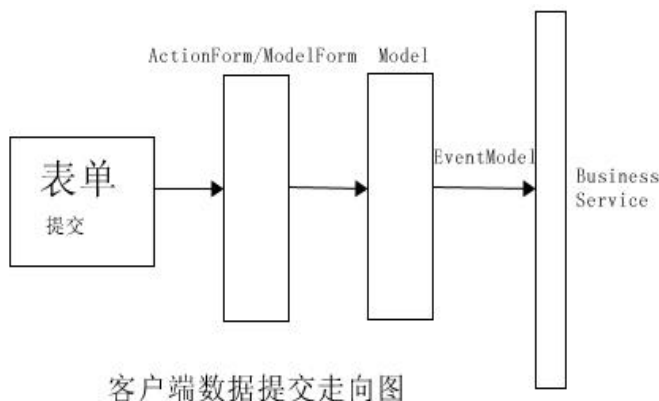 ActionForm/ModelForm Model
表单
提交
EventModel
Business
Service
客户端数据提交走向图